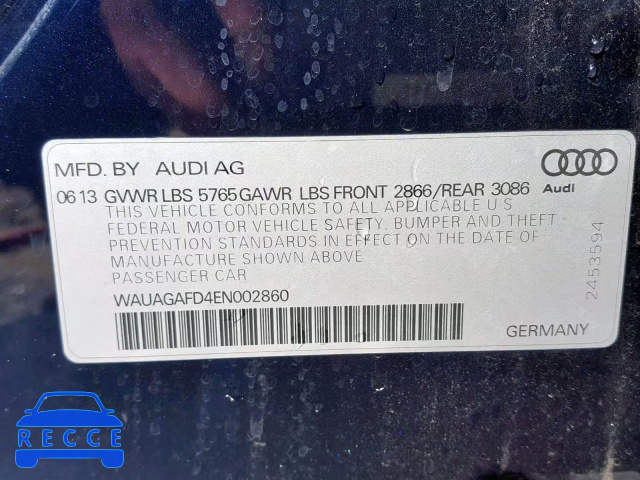 MFD. BY AUDI AG
06 13 GVWR LBS 5765 GAWR LBS FRONT 2866/REAR 3086
Audi
THIS VEHICLE CONFORMS TO ALL APPLICABLE U.S
FEDERAL MOTOR VEHICLE SAFETY. BUMPER AND THEFT
PREVENTION STANDARDS IN EFFECT ON THE DATE OF
MANUFACTURE SHOWN ABOVE
PASSENGER CAR
2453594
WAUAGAFD4EN002860
GERMANY
RECCE